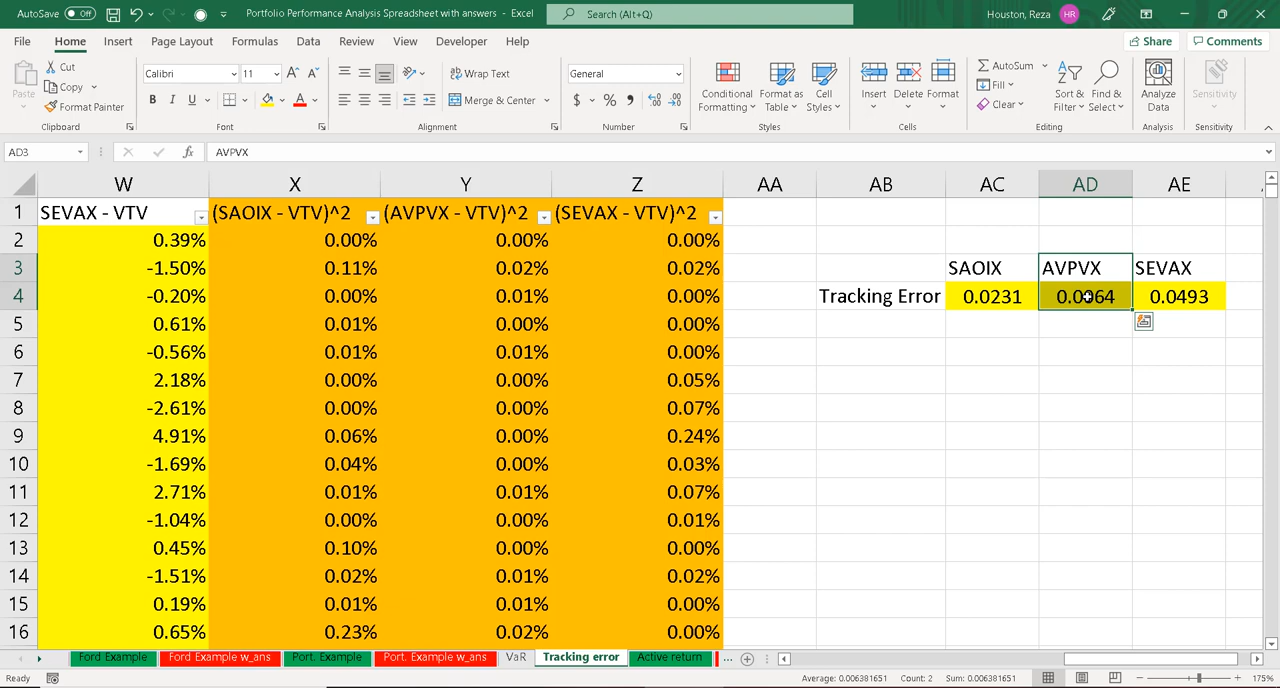 AutoSave Off Portfolio Performance Analysis Spreadsheet with answers - Excel Search (Alt+Q) Houston, Reza HR
File Home Insert Page Layout Formulas Data Review View Developer Help Share Comments
Paste Cut Copy Format Painter Calibri 11 Wrap Text Merge & Center General Conditional Formatting Format as Table Cell Styles Insert Delete Format AutoSum Fill Clear Sort & Filter Find & Select Analyze Data Sensitivity
Clipboard Font Alignment Number Styles Cells Editing Analysis Sensitivity
AD3 fx AVPVX
W X Y Z AA AB AC AD AE
1 SEVAX - VTV (SAOIX - VTV)^2 (AVPVX - VTV)^2 (SEVAX - VTV)^2
2 0.39% 0.00% 0.00% 0.00%
3 -1.50% 0.11% 0.02% 0.02% SAOIX AVPVX SEVAX
4 -0.20% 0.00% 0.01% 0.00% Tracking Error 0.0231 0.0064 0.0493
5 0.61% 0.01% 0.00% 0.00%
6 -0.56% 0.01% 0.01% 0.00%
7 2.18% 0.00% 0.00% 0.05%
8 -2.61% 0.00% 0.00% 0.07%
9 4.91% 0.06% 0.00% 0.24%
10 -1.69% 0.04% 0.00% 0.03%
11 2.71% 0.01% 0.01% 0.07%
12 -1.04% 0.00% 0.00% 0.01%
13 0.45% 0.10% 0.00% 0.00%
14 -1.51% 0.02% 0.01% 0.02%
15 0.19% 0.01% 0.01% 0.00%
16 0.65% 0.23% 0.02% 0.00%
Ford Example Ford Example w_ans Port. Example Port. Example w_ans VaR Tracking error Active return ...
Ready Average: 0.006381651 Count: 2 Sum: 0.006381651 175%